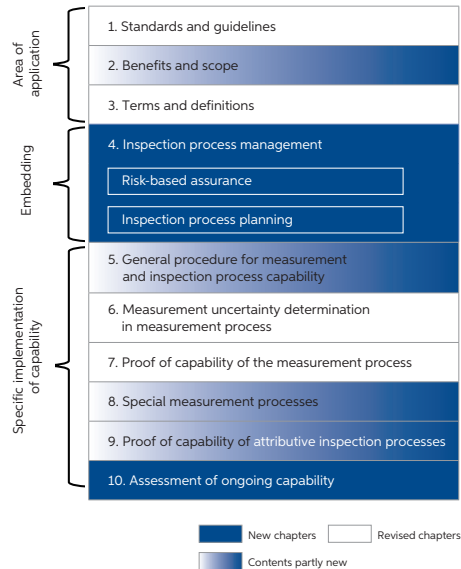 Area of
application
1. Standards and guidelines
2. Benefits and scope
3. Terms and definitions
Embedding
4. Inspection process management
Risk-based assurance
Inspection process planning
Specific implementation
of capability
5. General procedure for measurement
and inspection process capability
6. Measurement uncertainty determination
in measurement process
7. Proof of capability of the measurement process
8. Special measurement processes
9. Proof of capability of attributive inspection processes
10. Assessment of ongoing capability
New chapters
Revised chapters
Contents partly new